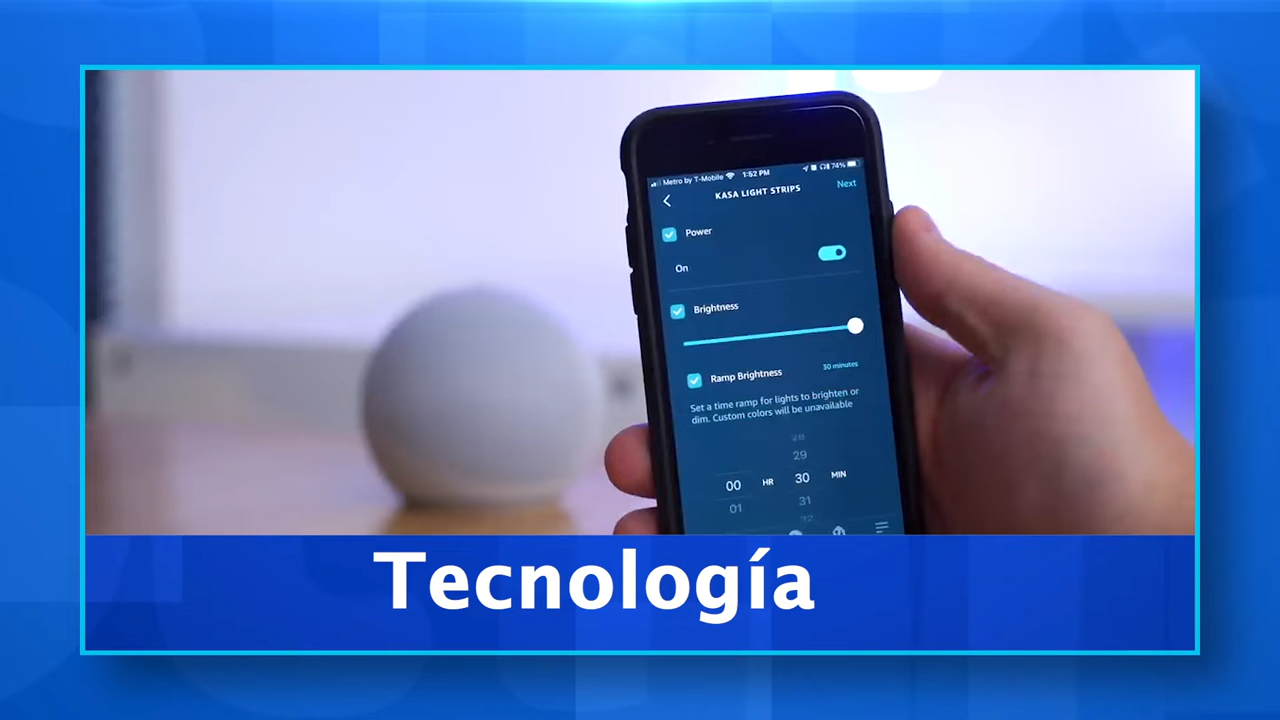 Metro by T-Mobile 1:52 PM 74%
KASA LIGHT STRIPS Next
Power
On
Brightness
Ramp Brightness 30 minutes
Set a time ramp for lights to brighten or
dim. Custom colors will be unavailable
28
29
00 HR 30 MIN
01 31
32
Tecnología